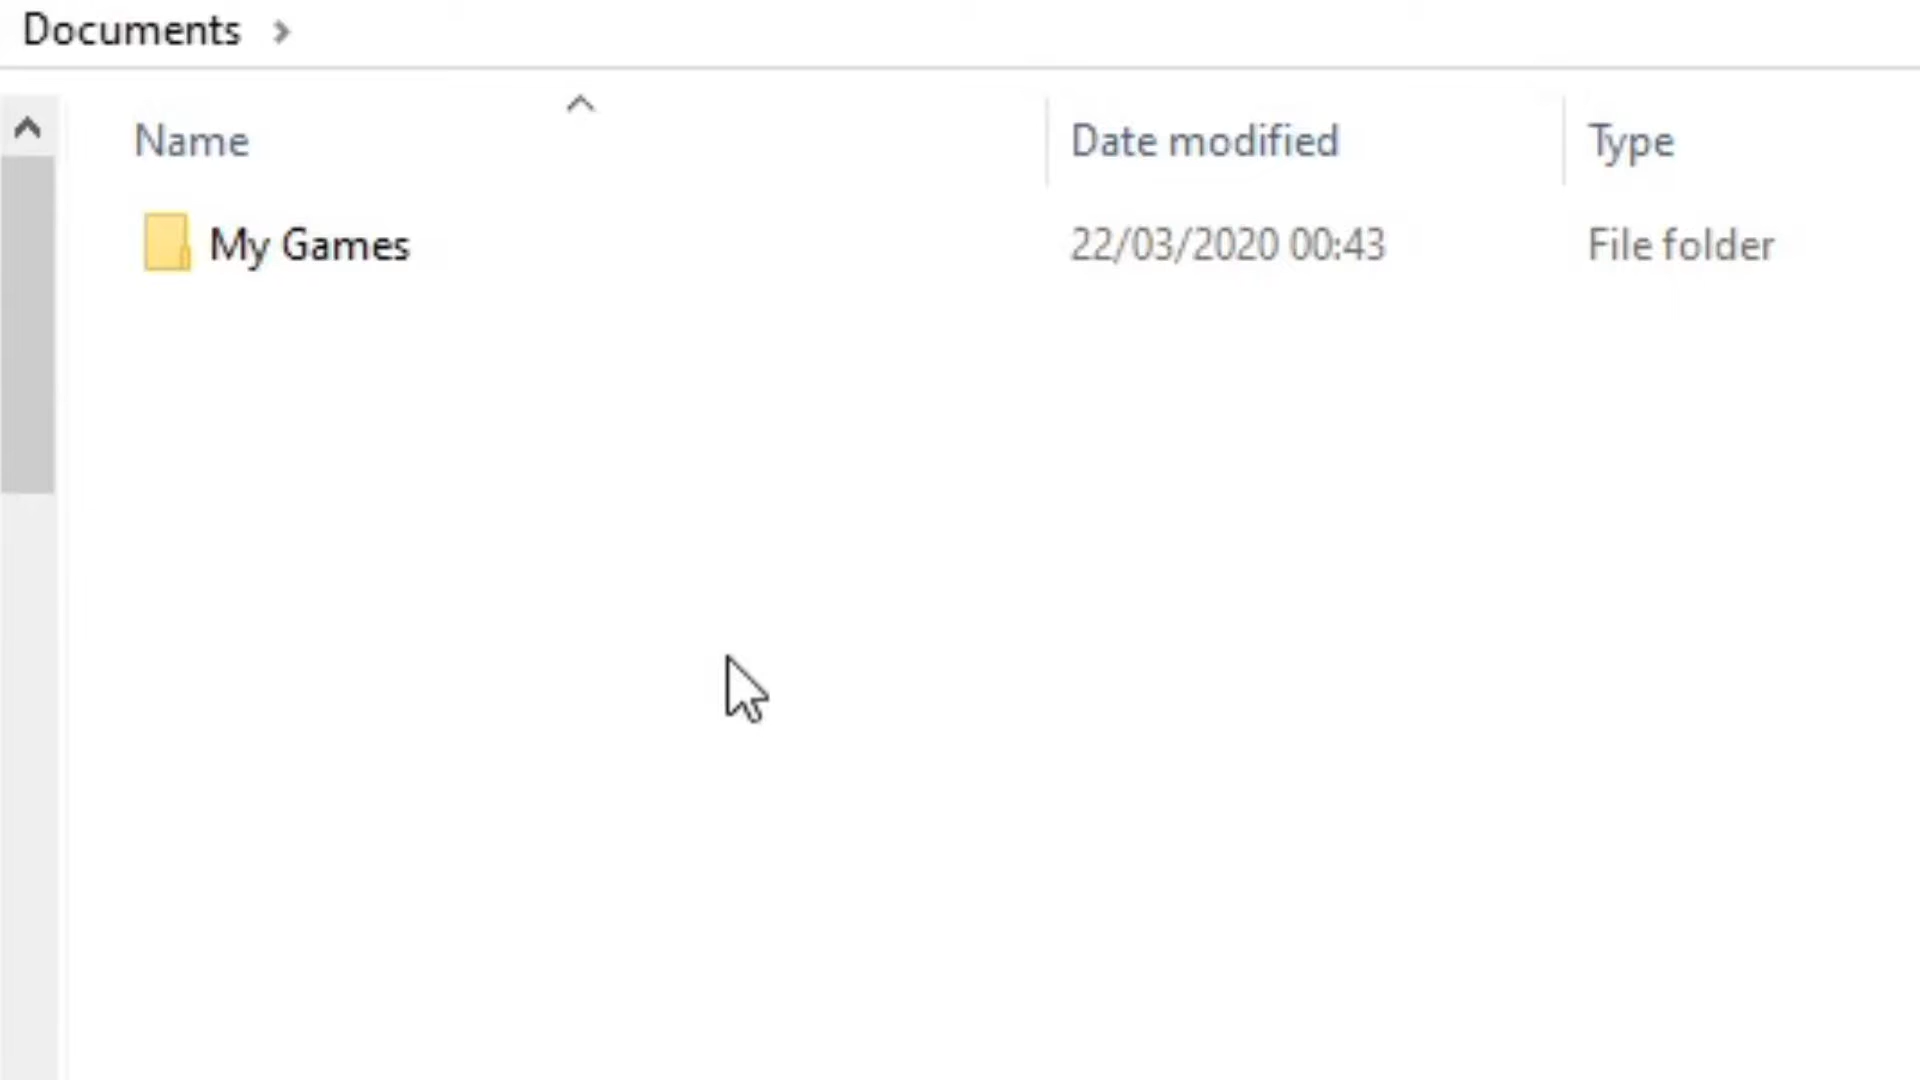 Documents
Name Date modified Type
My Games 22/03/2020 00:43 File folder